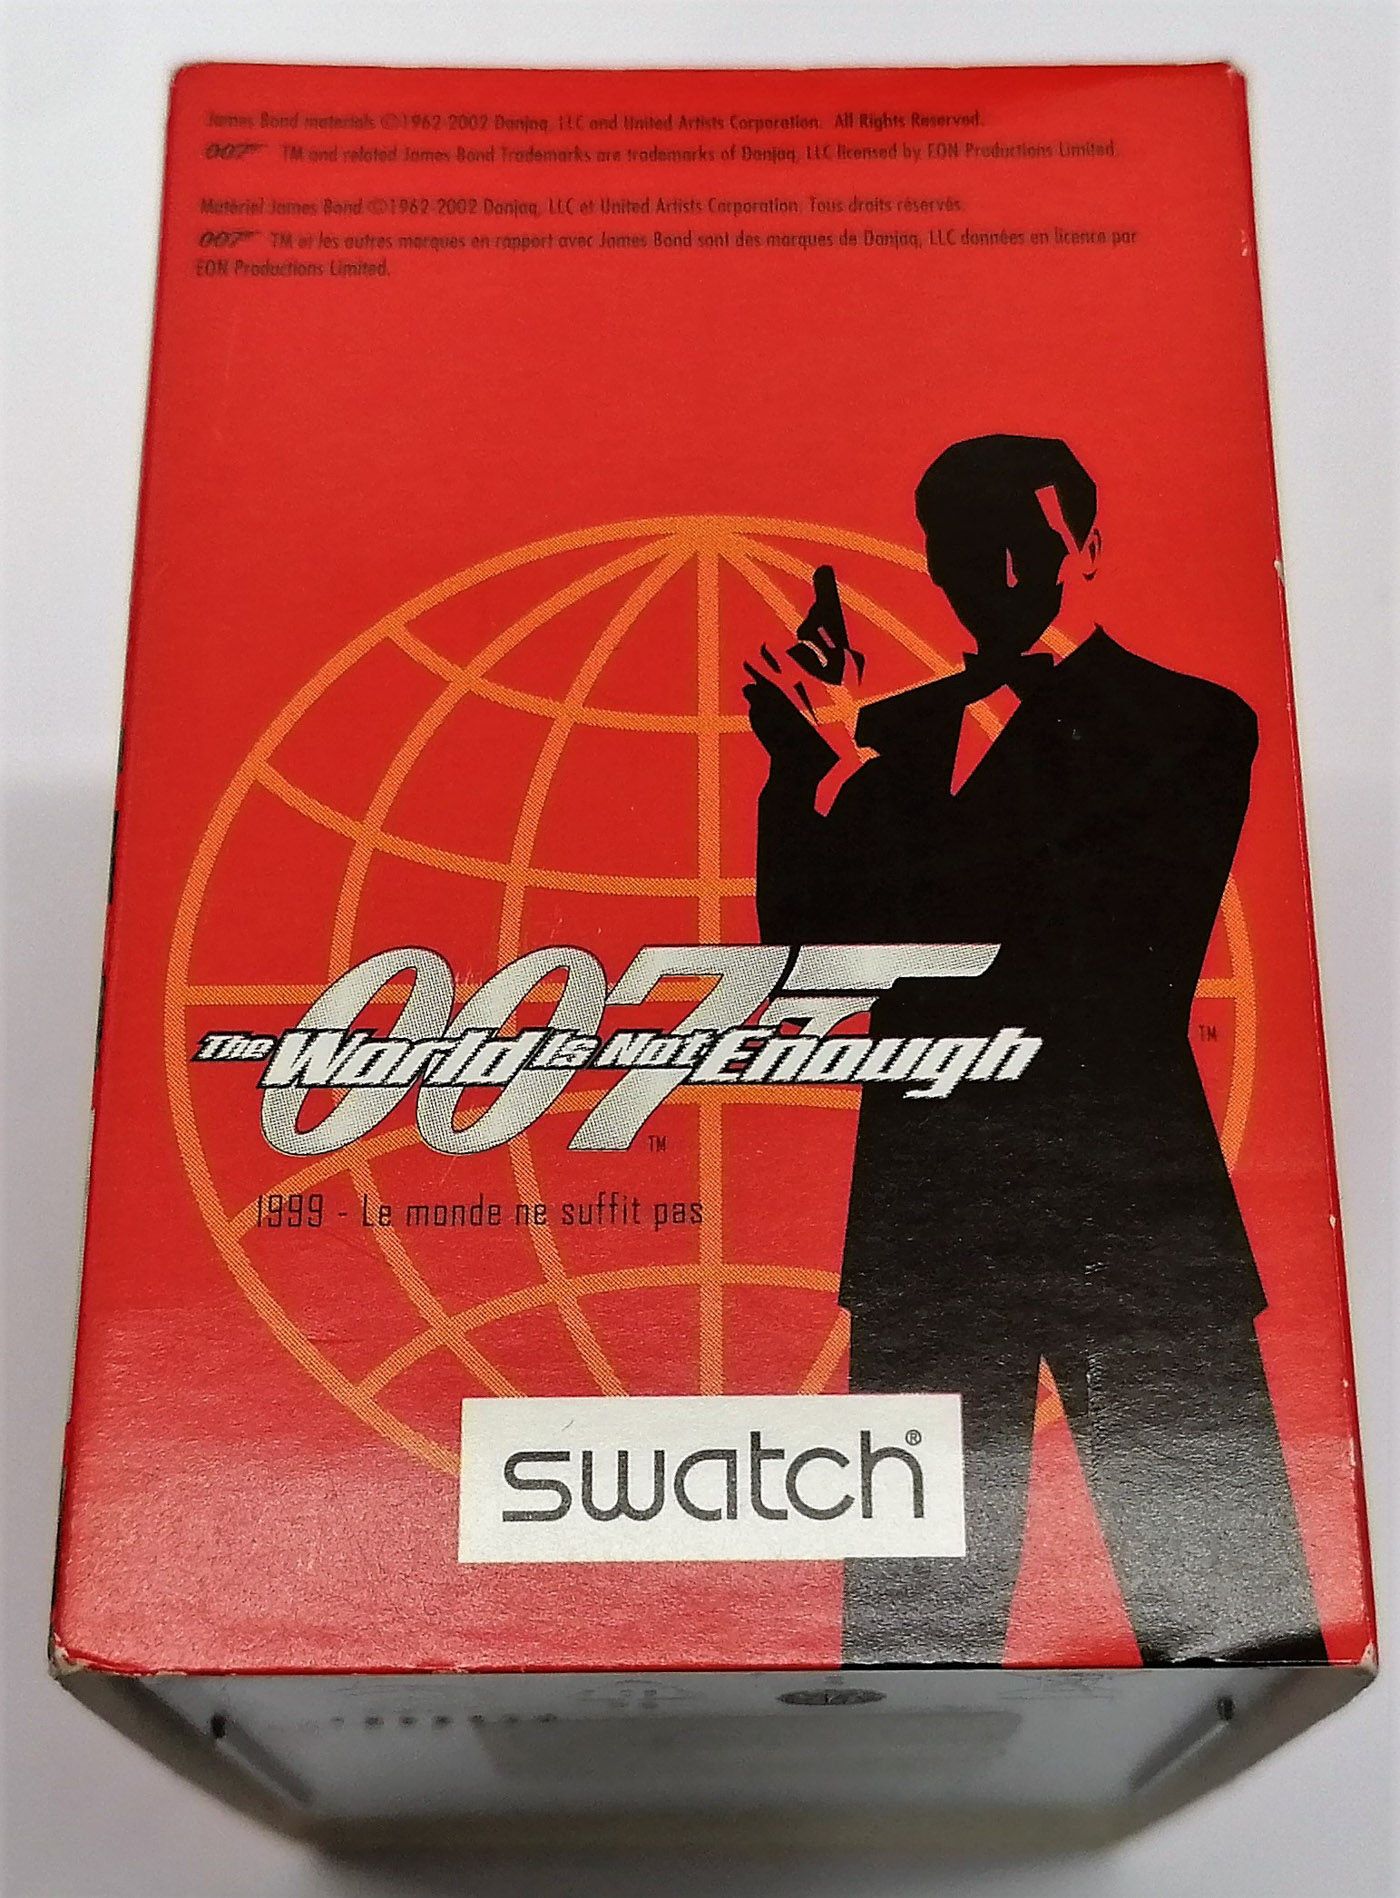 James Bond materials ©1962-2002 Danjaq, LLC and United Artists Corporation. All Rights Reserved.
007 TM and related James Bond Trademarks are trademarks of Danjaq, LLC licensed by EON Productions Limited.
Matériel James Bond ©1962-2002 Danjaq, LLC et United Artists Corporation. Tous droits réservés.
007 TM et les autres marques en rapport avec James Bond sont des marques de Danjaq, LLC données en licence par
EON Productions Limited.
007
The World Is Not Enough TM
TM
1999 - Le monde ne suffit pas
swatch®